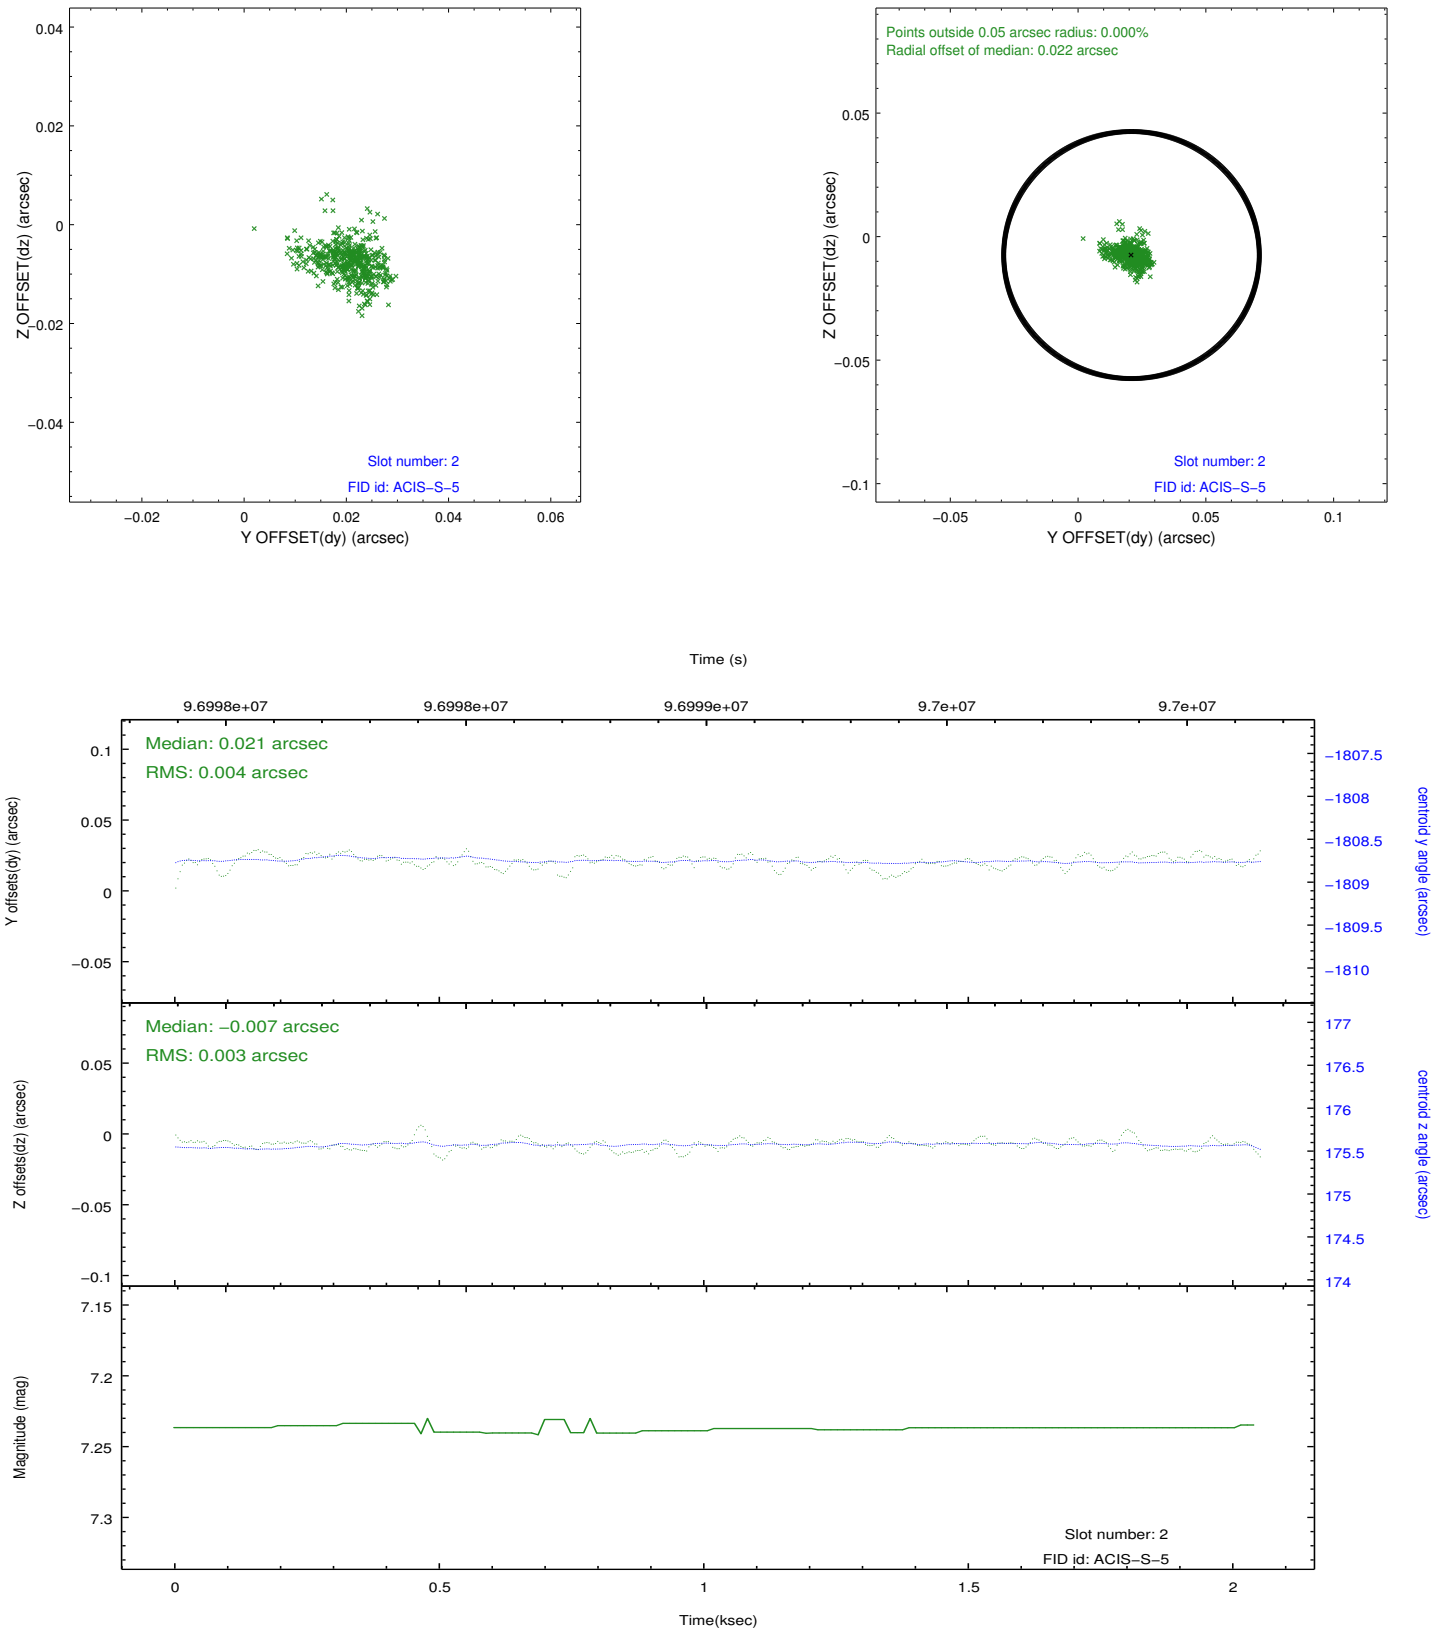 0.04
0.02
0
−0.02
−0.04
Z OFFSET(dz) (arcsec)
Slot number: 2
FID id: ACIS−S−5
−0.02 0 0.02 0.04 0.06
Y OFFSET(dy) (arcsec)
Points outside 0.05 arcsec radius: 0.000%
Radial offset of median: 0.022 arcsec
0.05
0
−0.05
−0.1
Z OFFSET(dz) (arcsec)
Slot number: 2
FID id: ACIS−S−5
−0.05 0 0.05 0.1
Y OFFSET(dy) (arcsec)
Time (s)
9.6998e+07 9.6998e+07 9.6999e+07 9.7e+07 9.7e+07
Median: 0.021 arcsec
RMS: 0.004 arcsec
0.1
0.05
0
−0.05
Y offsets(dy) (arcsec)
−1807.5
−1808
−1808.5
−1809
−1809.5
−1810
centroid y angle (arcsec)
Median: −0.007 arcsec
RMS: 0.003 arcsec
0.05
0
−0.05
−0.1
Z offsets(dz) (arcsec)
177
176.5
176
175.5
175
174.5
174
centroid z angle (arcsec)
7.15
7.2
7.25
7.3
Magnitude (mag)
Slot number: 2
FID id: ACIS−S−5
0 0.5 1 1.5 2
Time(ksec)